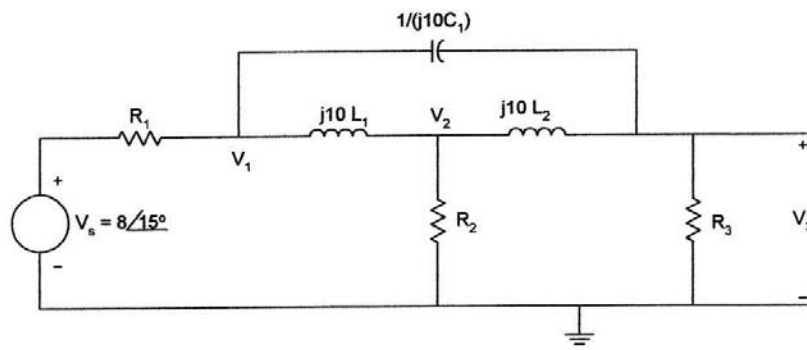 1/(j10C₁)
R₁
j10 L₁
V₂
j10 L₂
V₁
+
+
Vₛ = 8∠15º
R₂
R₃
−
−